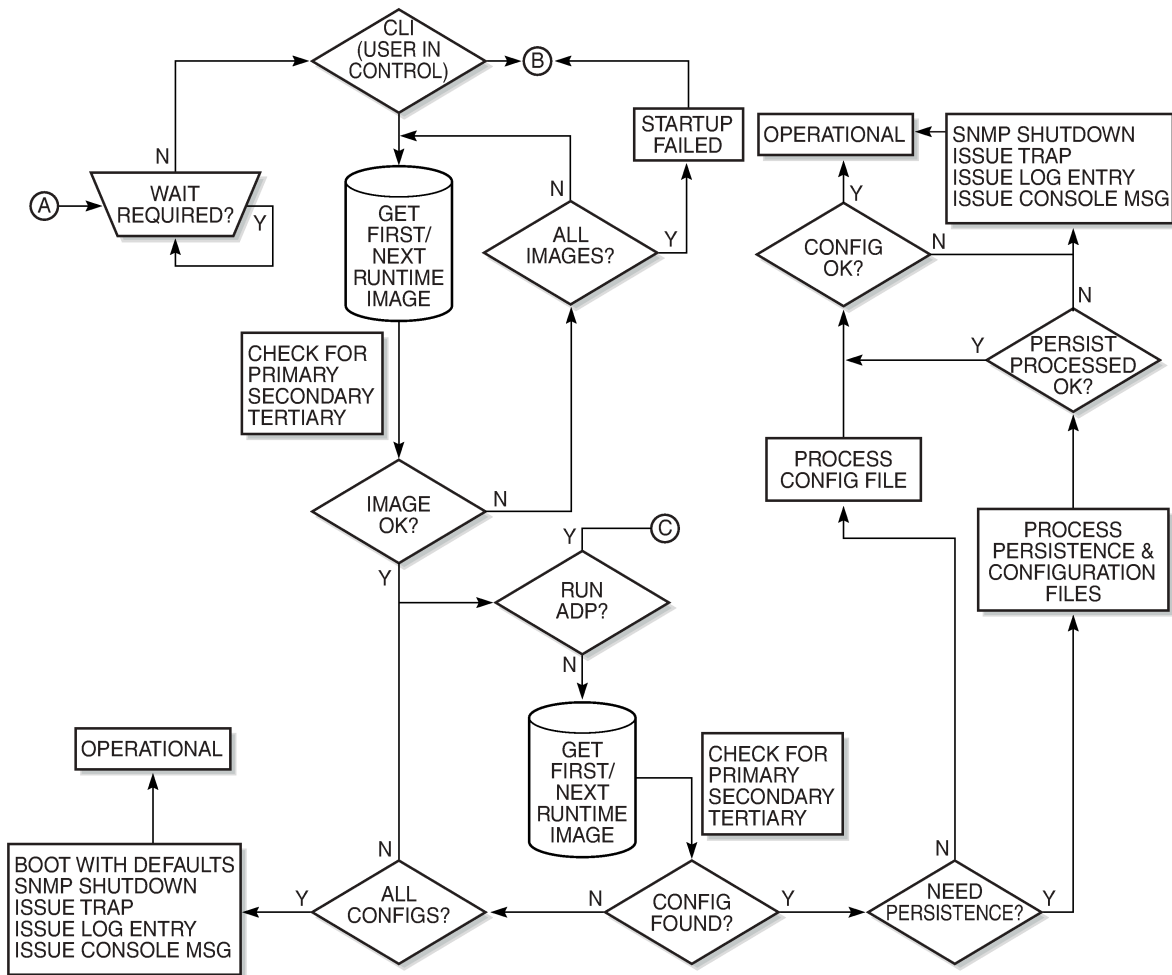 CLI
(USER IN
CONTROL)
B
N
A
WAIT
REQUIRED?
Y
GET
FIRST/
NEXT
RUNTIME
IMAGE
N
ALL
IMAGES?
Y
STARTUP
FAILED
CHECK FOR
PRIMARY
SECONDARY
TERTIARY
IMAGE
OK?
N
Y
C
Y
RUN
ADP?
N
GET
FIRST/
NEXT
RUNTIME
IMAGE
CHECK FOR
PRIMARY
SECONDARY
TERTIARY
OPERATIONAL
BOOT WITH DEFAULTS
SNMP SHUTDOWN
ISSUE TRAP
ISSUE LOG ENTRY
ISSUE CONSOLE MSG
Y
N
ALL
CONFIGS?
N
CONFIG
FOUND?
Y
N
NEED
PERSISTENCE?
Y
OPERATIONAL
SNMP SHUTDOWN
ISSUE TRAP
ISSUE LOG ENTRY
ISSUE CONSOLE MSG
Y
CONFIG
OK?
N
N
Y
PERSIST
PROCESSED
OK?
PROCESS
CONFIG FILE
PROCESS
PERSISTENCE &
CONFIGURATION
FILES